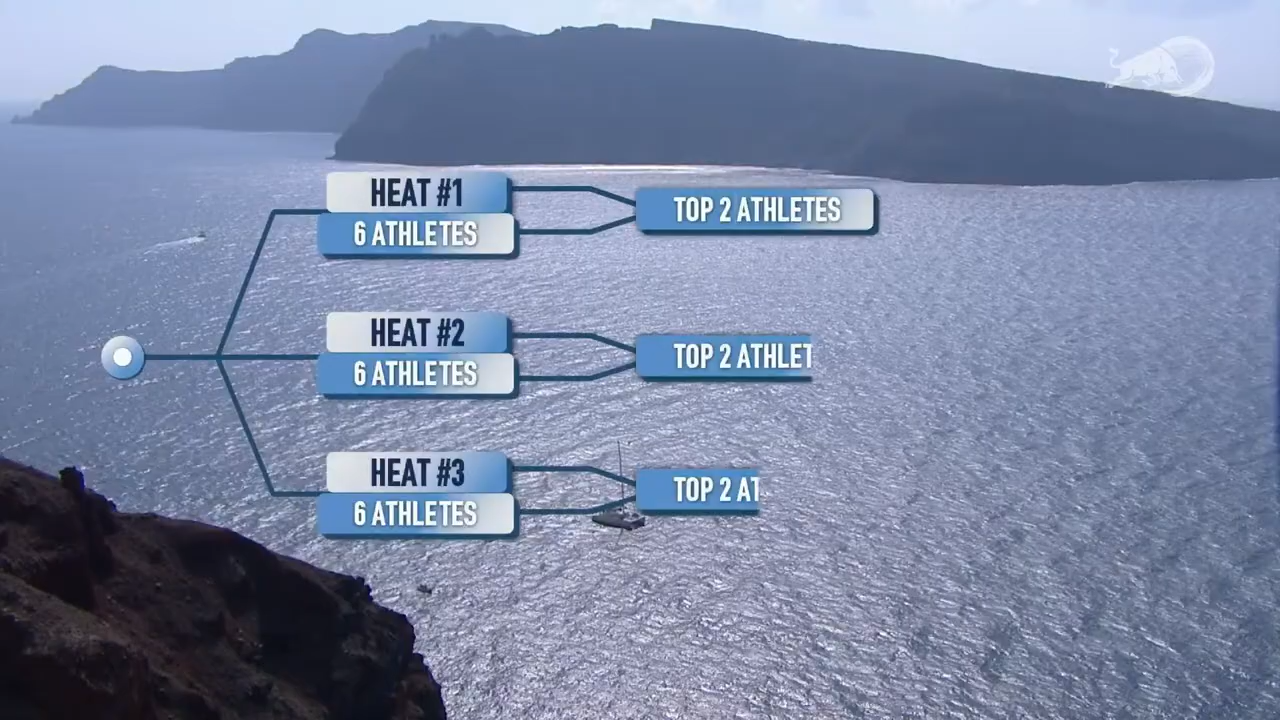 HEAT #1
6 ATHLETES
TOP 2 ATHLETES
HEAT #2
6 ATHLETES
TOP 2 ATHLET
HEAT #3
6 ATHLETES
TOP 2 AT